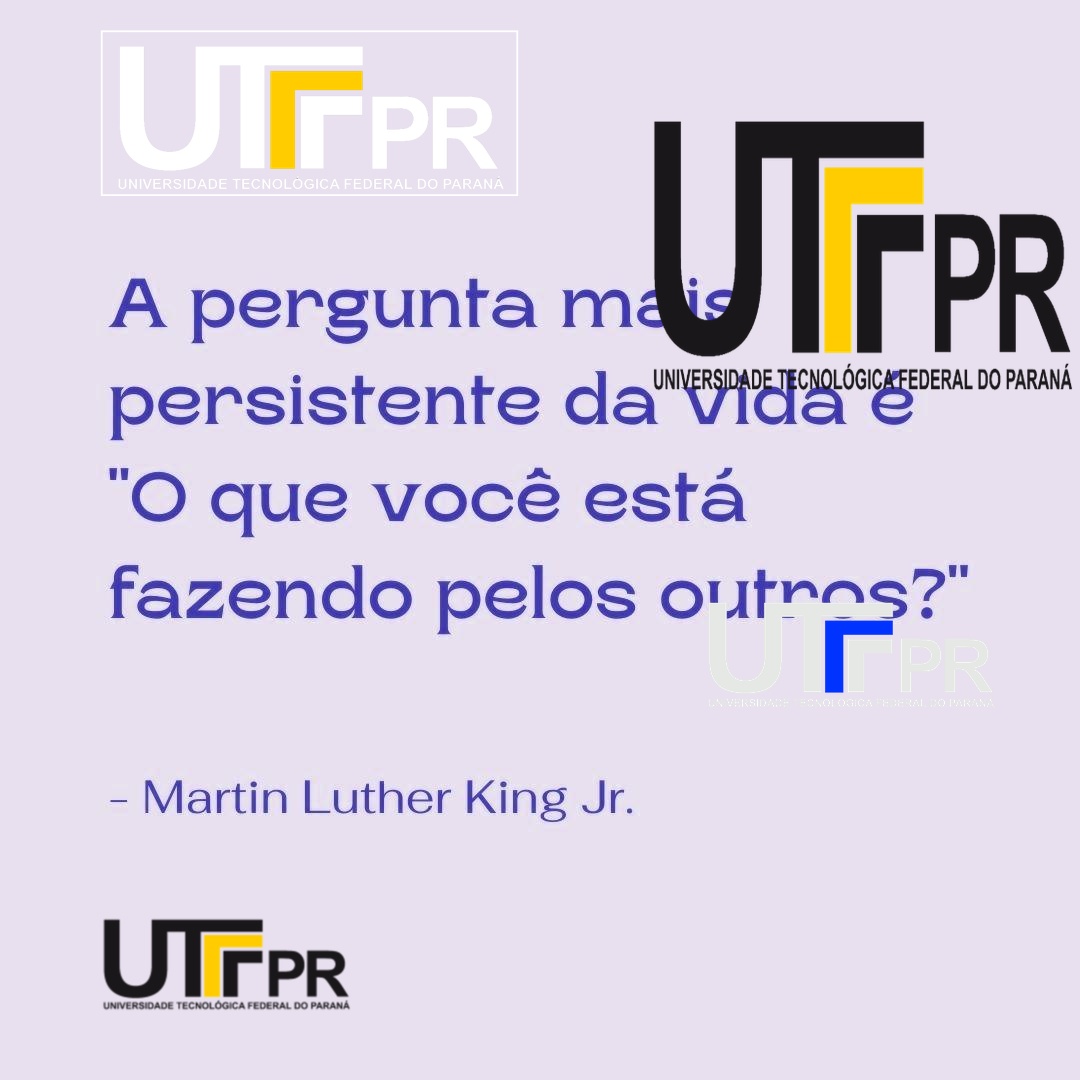 UTFPR
UNIVERSIDADE TECNOLÓGICA FEDERAL DO PARANÁ
UTFPR
UNIVERSIDADE TECNOLÓGICA FEDERAL DO PARANÁ
A pergunta mais
persistente da vida é
"O que você está
fazendo pelos outros?"
UTFPR
UNIVERSIDADE TECNOLÓGICA FEDERAL DO PARANÁ
- Martin Luther King Jr.
UTFPR
UNIVERSIDADE TECNOLÓGICA FEDERAL DO PARANÁ